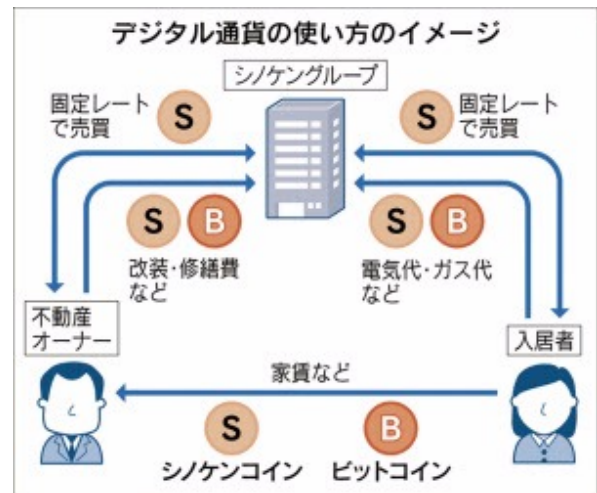 デジタル通貨の使い方のイメージ
シノケングループ
固定レート
で売買
S
S
固定レート
で売買
S B
改装・修繕費
など
S B
電気代・ガス代
など
不動産
オーナー
入居者
家賃など
S
シノケンコイン
B
ビットコイン